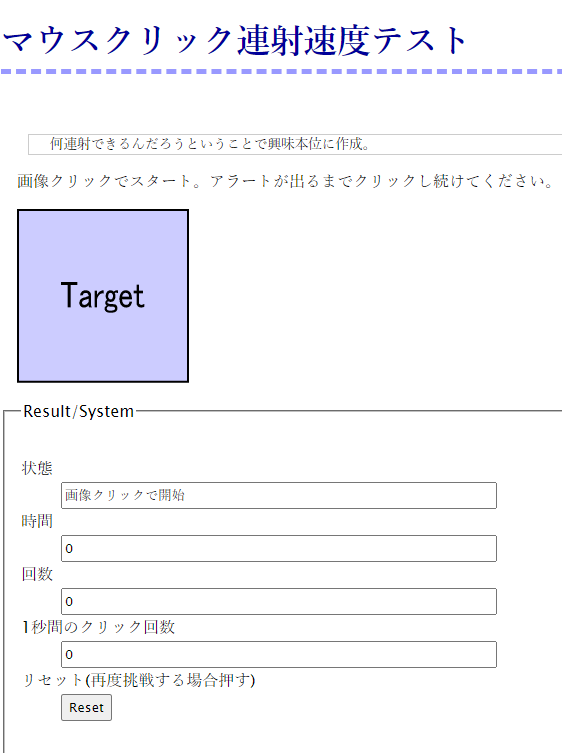 マウスクリック連射速度テスト
何連射できるんだろうということで興味本位に作成。
画像クリックでスタート。アラートが出るまでクリックし続けてください。
Target
Result/System
状態
画像クリックで開始
時間
0
回数
0
1秒間のクリック回数
0
リセット(再度挑戦する場合押す)
Reset